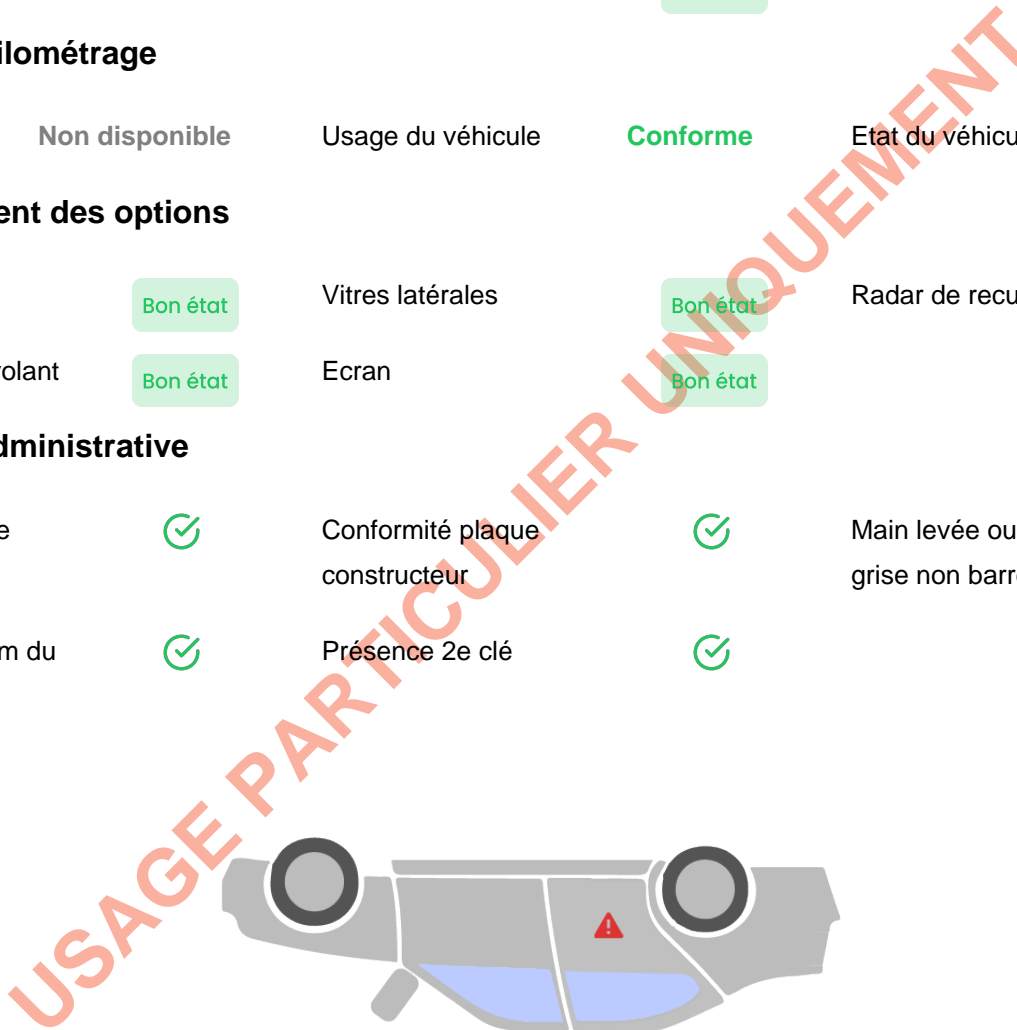 ilométrage
Non disponible Usage du véhicule Conforme Etat du véhicu
ent des options
Bon état Vitres latérales Bon état Radar de recu
olant Bon état Ecran Bon état
dministrative
e Conformité plaque Main levée ou
constructeur grise non barr
m du Présence 2e clé
USAGE PARTICULIER UNIQUEMENT